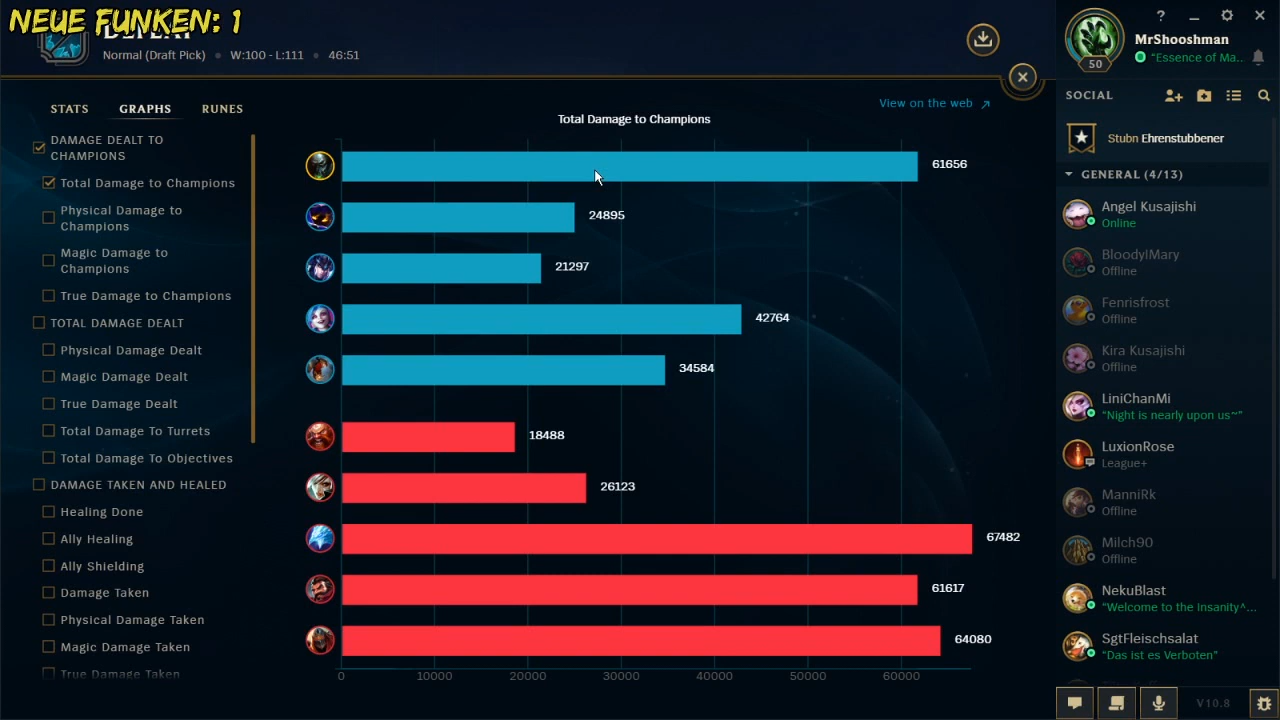 NEUE FUNKEN: 1
DEFEAT
Normal (Draft Pick) • W:100 - L:111 • 46:51
STATS GRAPHS RUNES
View on the web
DAMAGE DEALT TO
CHAMPIONS
Total Damage to Champions
Physical Damage to
Champions
Magic Damage to
Champions
True Damage to Champions
TOTAL DAMAGE DEALT
Physical Damage Dealt
Magic Damage Dealt
True Damage Dealt
Total Damage To Turrets
Total Damage To Objectives
DAMAGE TAKEN AND HEALED
Healing Done
Ally Healing
Ally Shielding
Damage Taken
Physical Damage Taken
Magic Damage Taken
True Damage Taken
Total Damage to Champions
61656
24895
21297
42764
34584
18488
26123
67482
61617
64080
0 10000 20000 30000 40000 50000 60000
50
MrShooshman
"Essence of Ma..
SOCIAL
Stubn Ehrenstubbener
GENERAL (4/13)
Angel Kusajishi
Online
BloodyIMary
Offline
Fenrisfrost
Offline
Kira Kusajishi
Offline
LiniChanMi
"Night is nearly upon us~"
LuxionRose
League+
ManniRk
Offline
Milch90
Offline
NekuBlast
"Welcome to the Insanity^...
SgtFleischsalat
"Das ist es Verboten"
V10.8